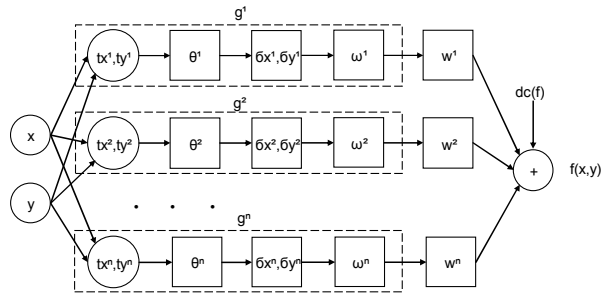 g¹
tx¹,ty¹ θ¹ бx¹,бy¹ ω¹ w¹
dc(f)
g²
x tx²,ty² θ² бx²,бy² ω² w²
+ f(x,y)
y
. . .
gⁿ
txⁿ,tyⁿ θⁿ бxⁿ,бyⁿ ωⁿ wⁿ